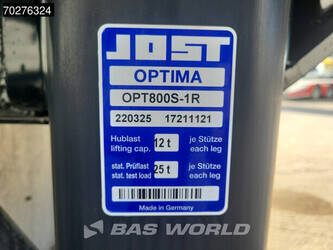 70276324
JOST
OPTIMA
OPT800S-1R
220325 17211121
Hublast 12 t je Stütze
lifting cap. each leg
stat. Prüflast 25 t je Stütze
stat. test load each leg
Made in Germany
BAS WORLD